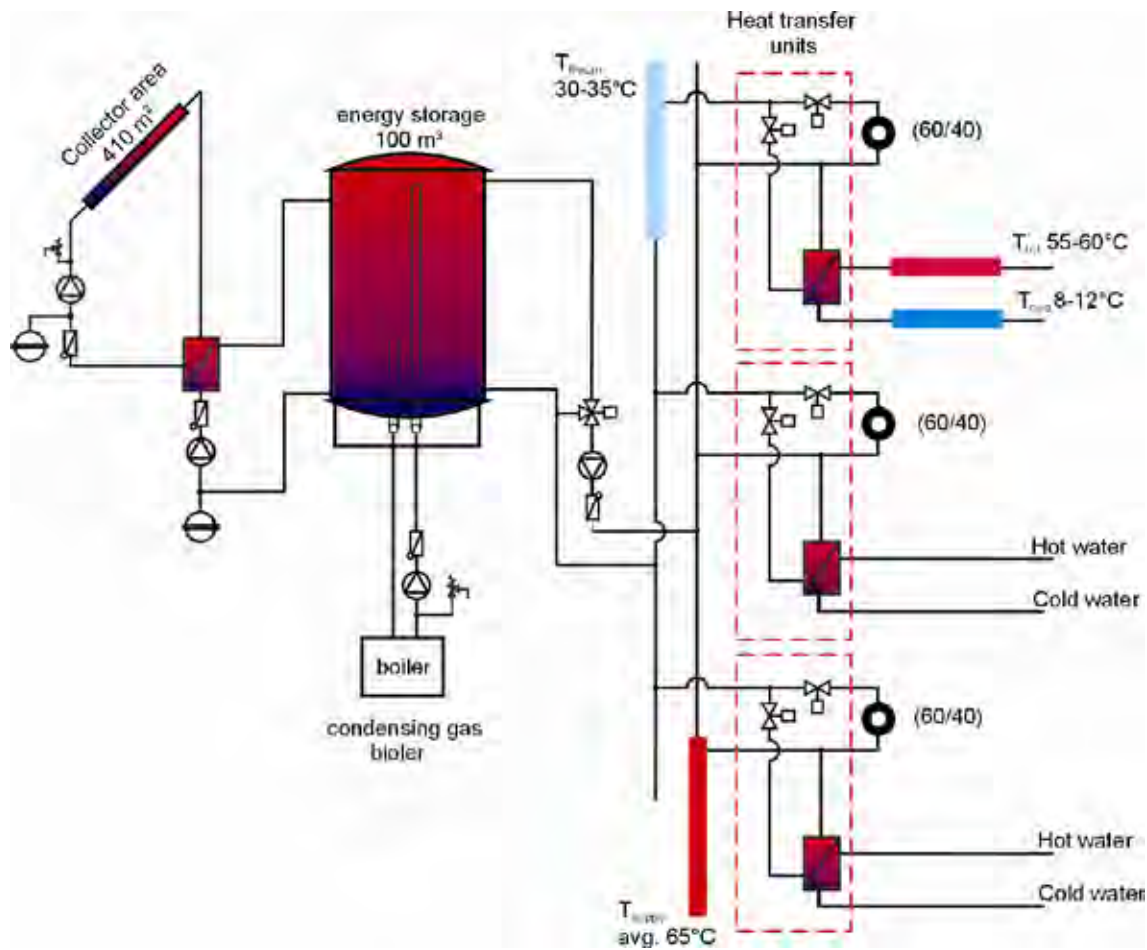 Heat transfer
units
T
30-35°C
Collector area
410 m²
energy storage
100 m³
(60/40)
T 55-60°C
T 8-12°C
(60/40)
Hot water
Cold water
boiler
condensing gas
bioler
(60/40)
Hot water
Cold water
T
avg. 65°C